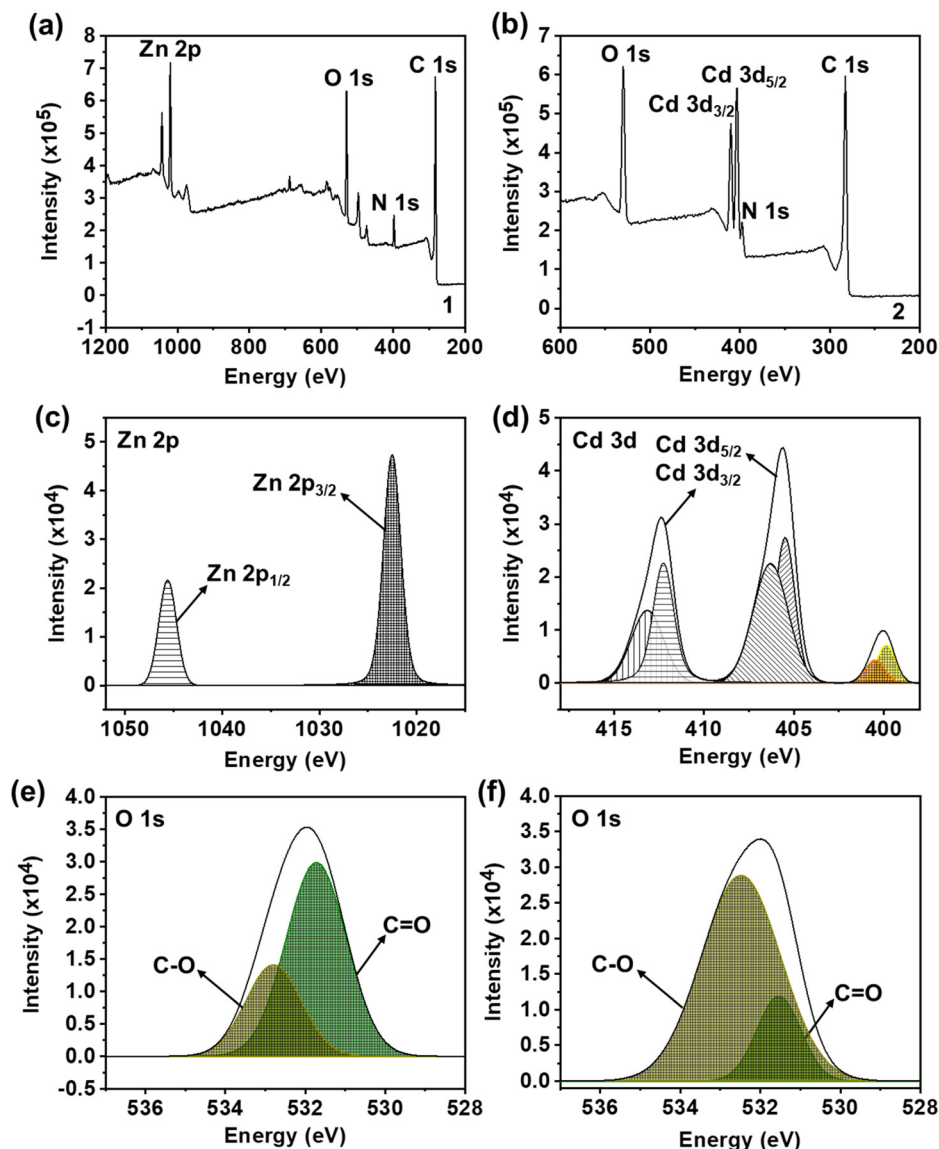 (a)
Intensity (x10⁵)
8
7
6
5
4
3
2
1
0
-1
Zn 2p
O 1s
C 1s
N 1s
1
1200 1000 800 600 400 200
Energy (eV)
(b)
Intensity (x10⁵)
7
6
5
4
3
2
1
0
O 1s
Cd 3d₅/₂
C 1s
Cd 3d₃/₂
N 1s
2
600 500 400 300 200
Energy (eV)
(c)
Intensity (x10⁴)
5
4
3
2
1
0
Zn 2p
Zn 2p₃/₂
Zn 2p₁/₂
1050 1040 1030 1020
Energy (eV)
(d)
Intensity (x10⁴)
5
4
3
2
1
0
Cd 3d
Cd 3d₅/₂
Cd 3d₃/₂
415 410 405 400
Energy (eV)
(e)
Intensity (x10⁴)
4.0
3.5
3.0
2.5
2.0
1.5
1.0
0.5
0.0
-0.5
O 1s
C=O
C-O
536 534 532 530 528
Energy (eV)
(f)
Intensity (x10⁴)
4.0
3.5
3.0
2.5
2.0
1.5
1.0
0.5
0.0
O 1s
C-O
C=O
536 534 532 530 528
Energy (eV)